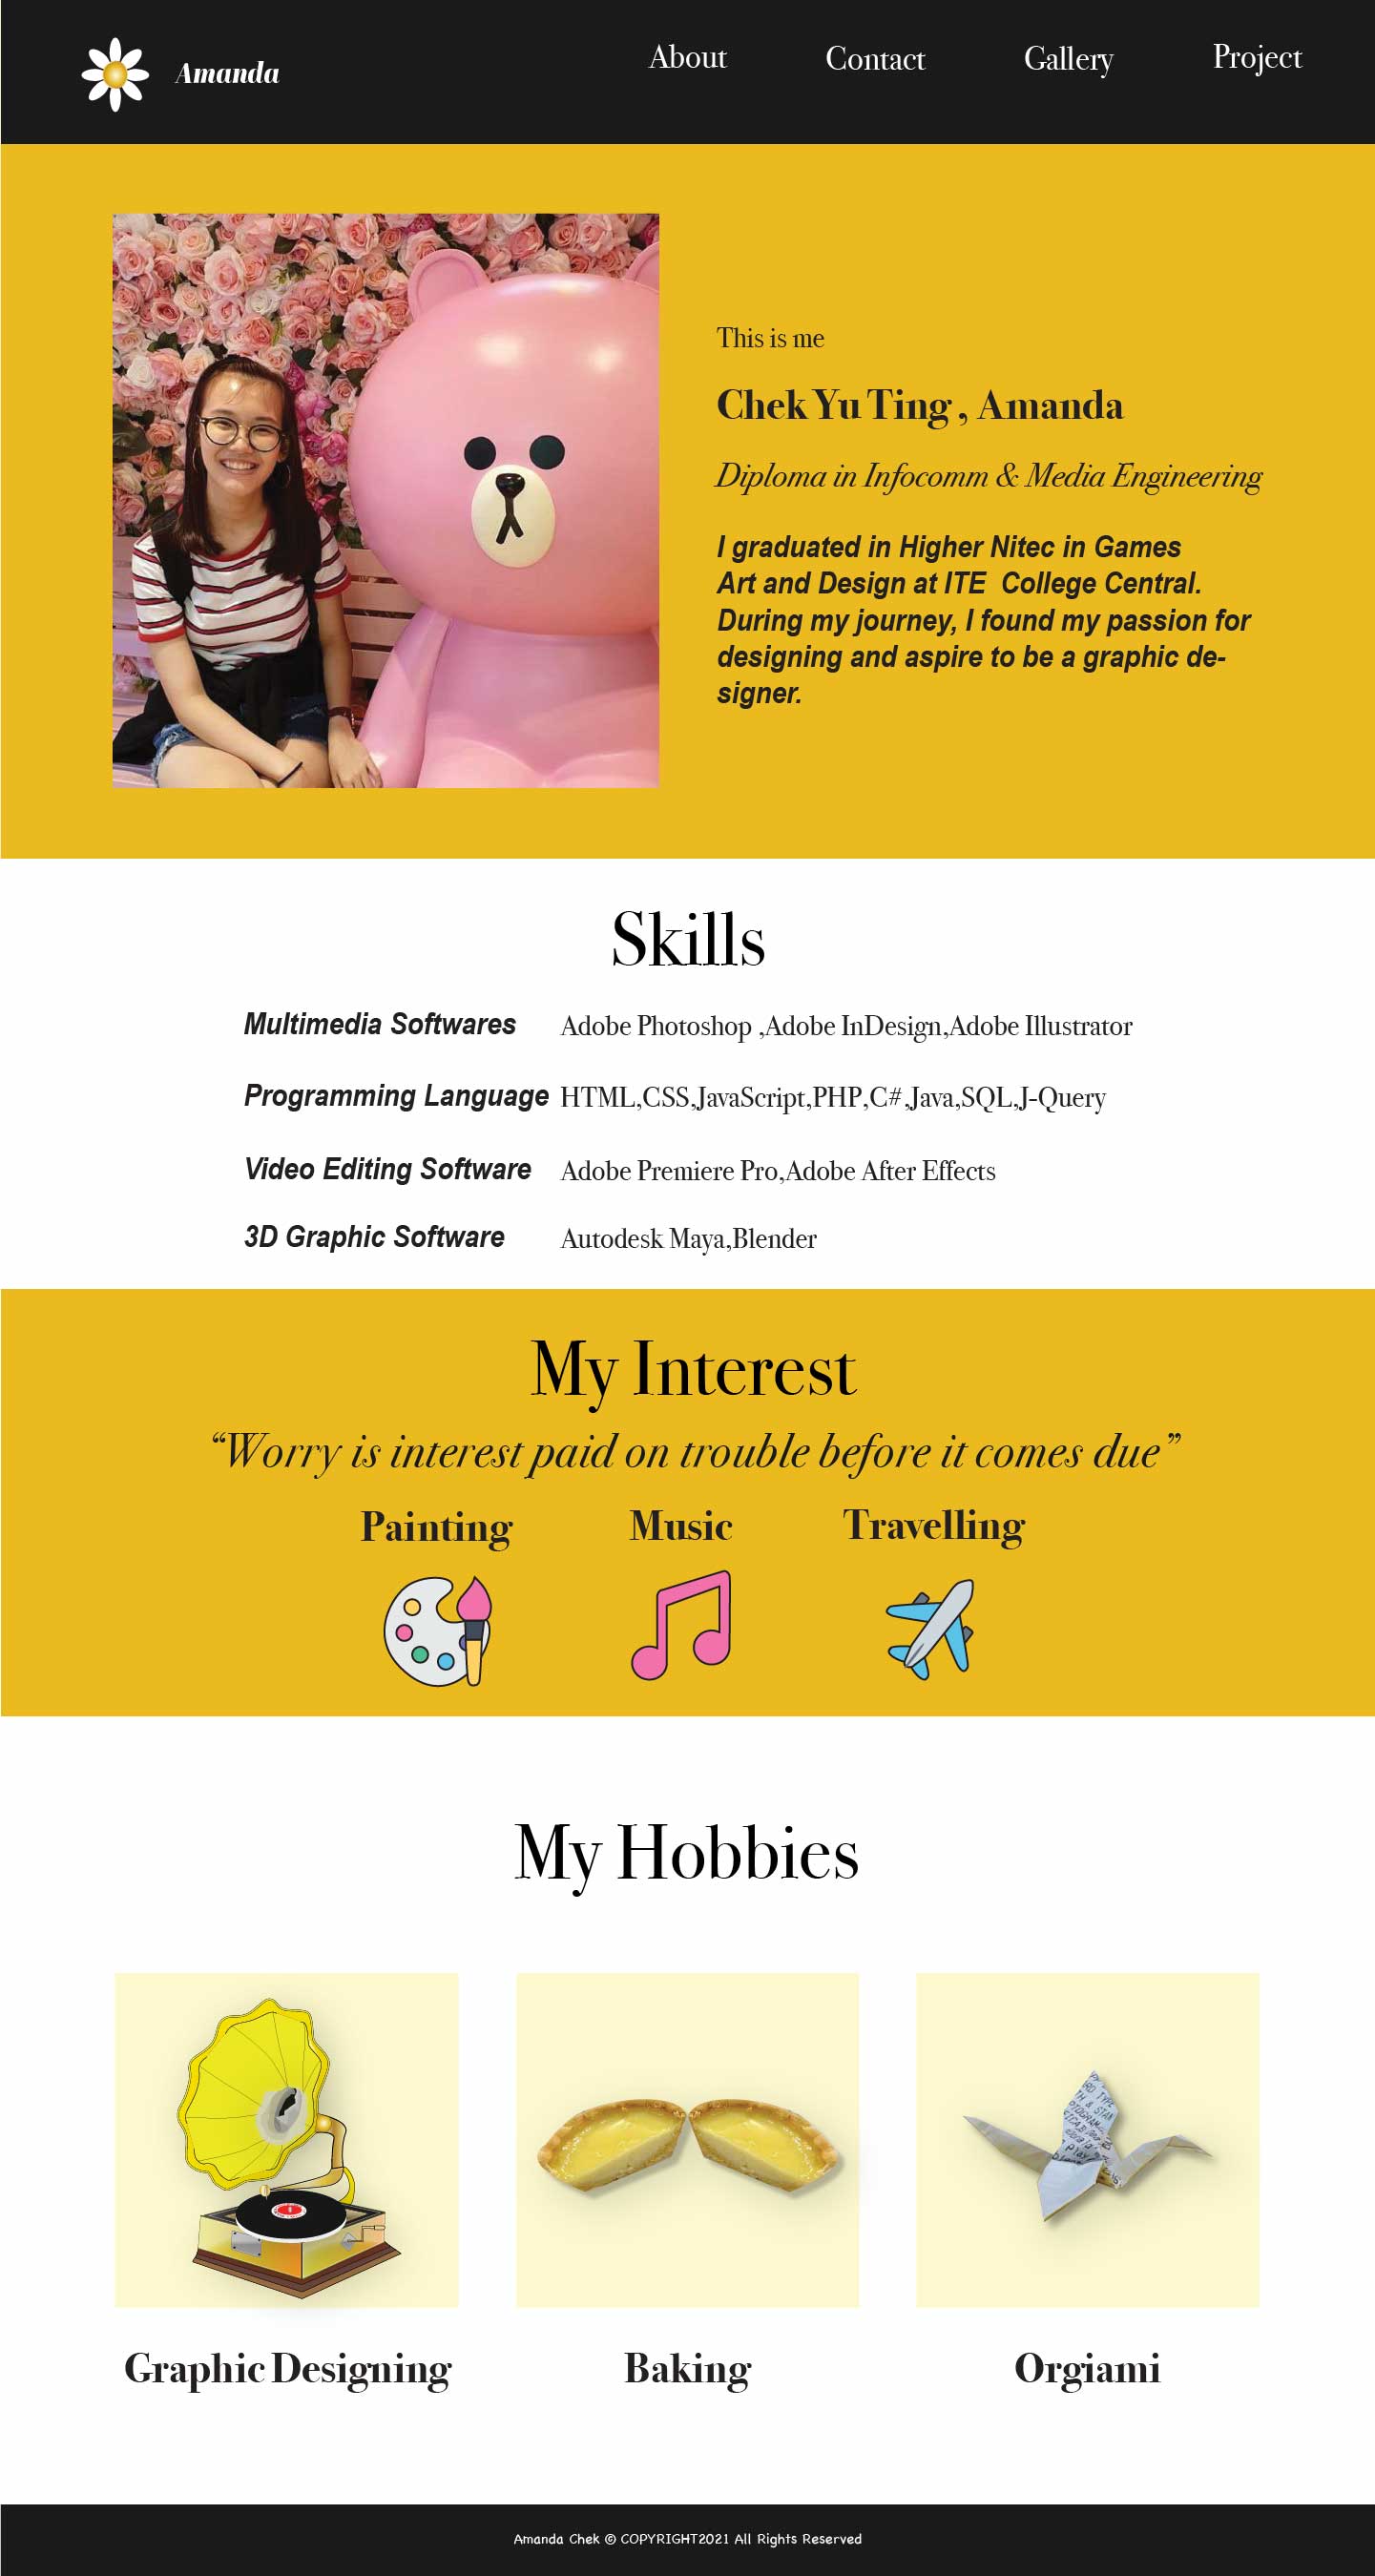 Amanda
About
Contact
Gallery
Project
This is me
Chek Yu Ting , Amanda
Diploma in Infocomm & Media Engineering
I graduated in Higher Nitec in Games
Art and Design at ITE  College Central.
During my journey, I found my passion for
designing and aspire to be a graphic de-
signer.
Skills
Multimedia Softwares Adobe Photoshop ,Adobe InDesign,Adobe Illustrator
Programming Language HTML,CSS,JavaScript,PHP,C#,Java,SQL,J-Query
Video Editing Software Adobe Premiere Pro,Adobe After Effects
3D Graphic Software Autodesk Maya,Blender
My Interest
“Worry is interest paid on trouble before it comes due”
Painting
Music
Travelling
My Hobbies
Graphic Designing
Baking
Orgiami
Amanda Chek © COPYRIGHT2021 All Rights Reserved